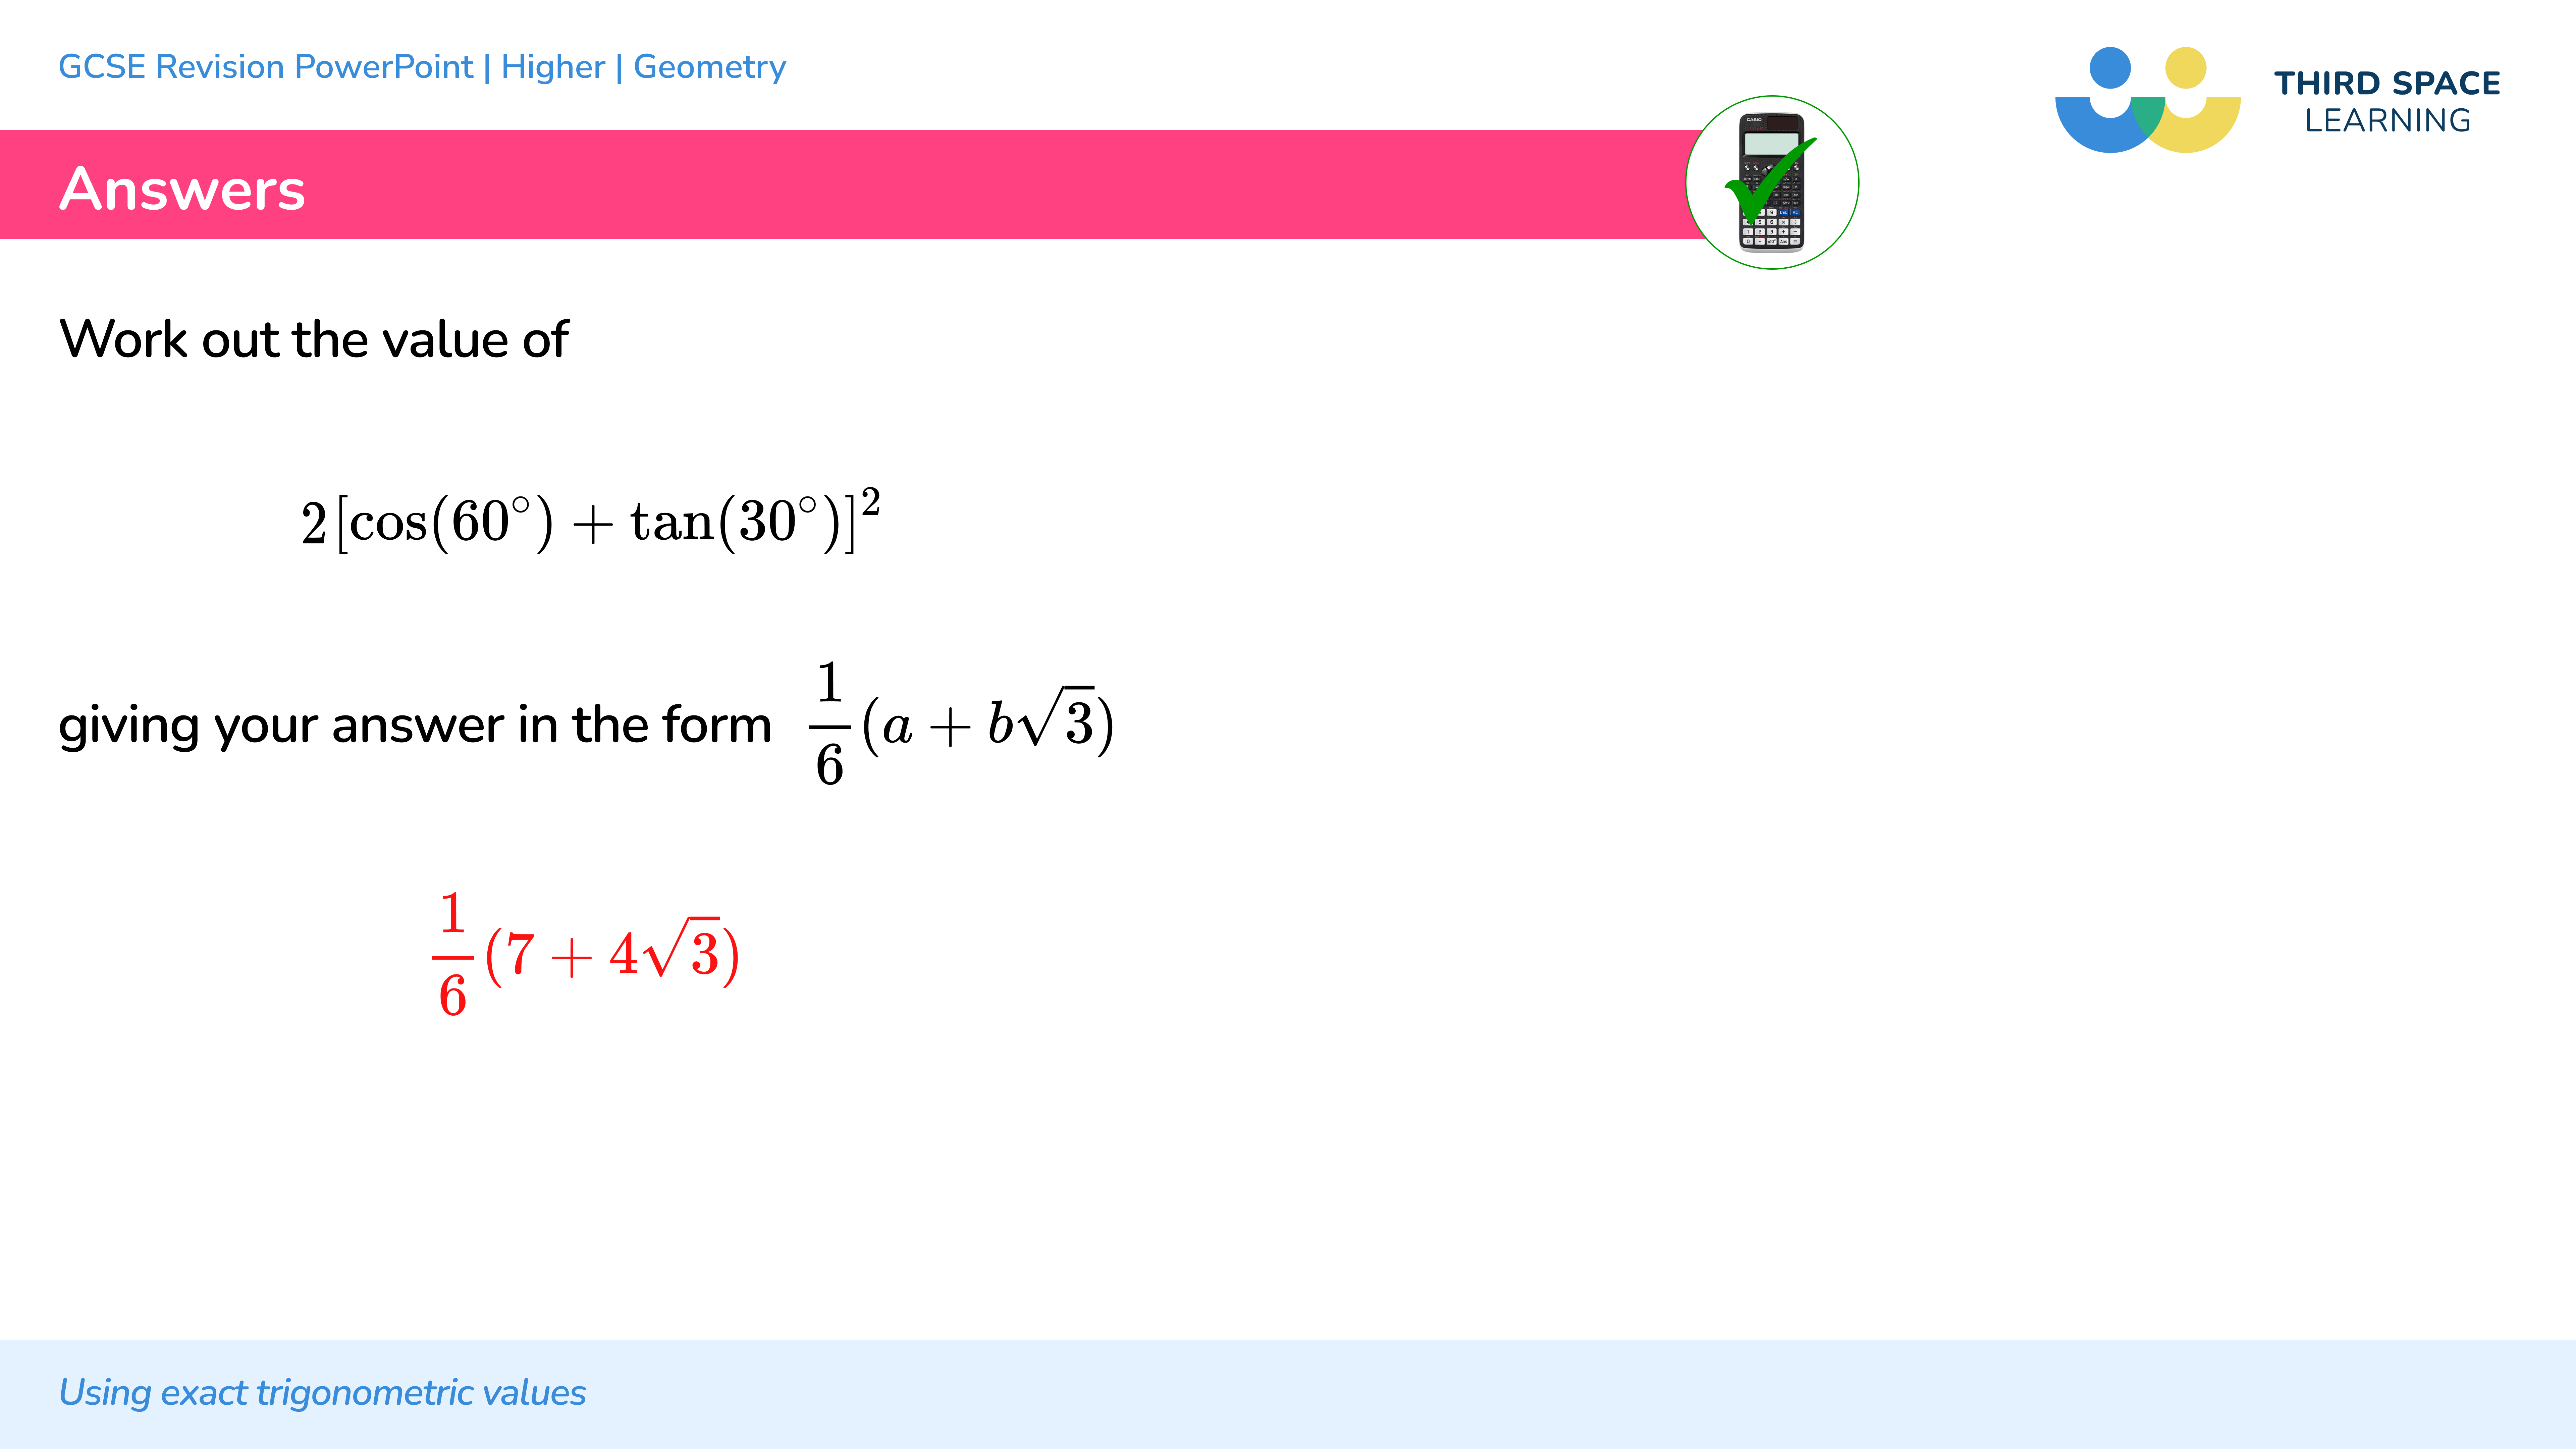 GCSE Revision PowerPoint | Higher | Geometry
THIRD SPACE
LEARNING
Answers
CASIO
Work out the value of
2[cos(60°) + tan(30°)]²
giving your answer in the form 1/6(a + b√3)
1/6(7 + 4√3)
Using exact trigonometric values